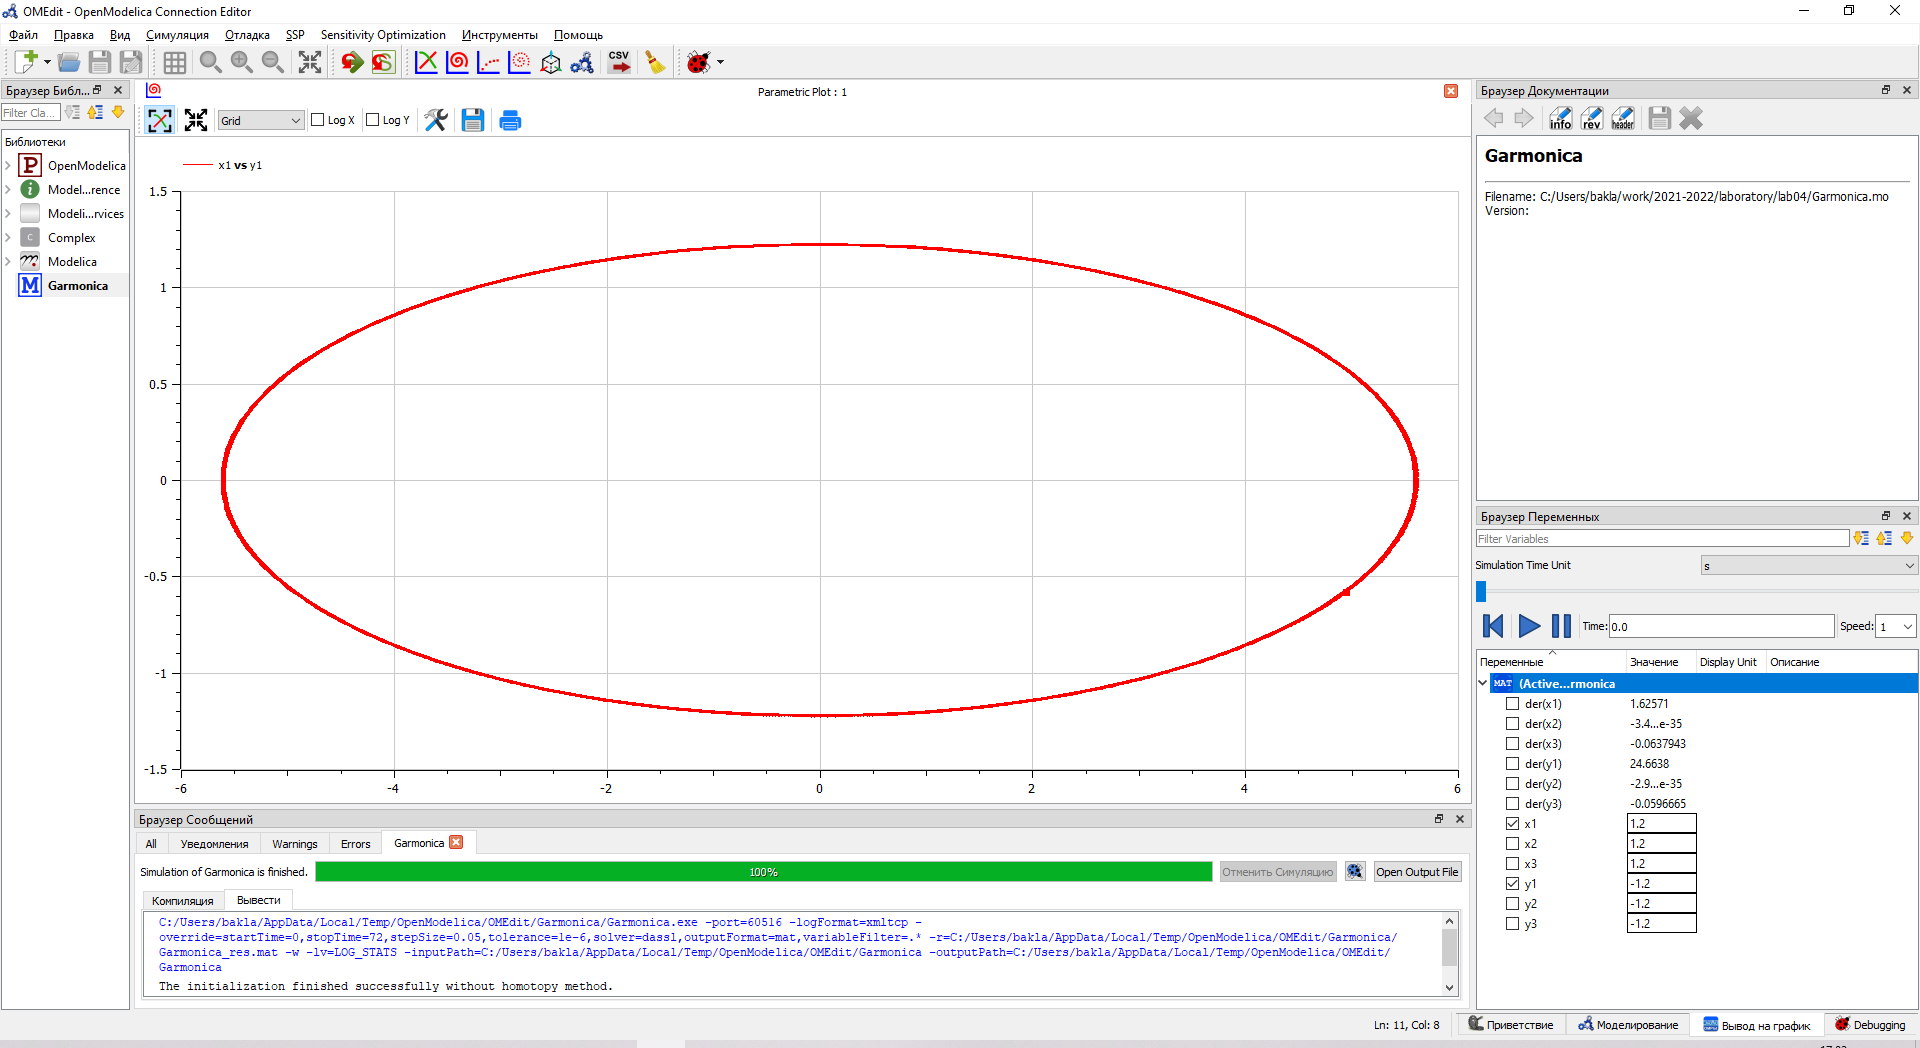 OMEdit - OpenModelica Connection Editor
Файл Правка Вид Симуляция Отладка SSP Sensitivity Optimization Инструменты Помощь
CSV
Браузер Библ...
Filter Cla...
Библиотеки
P OpenModelica
i Model...rence
Modeli...rvices
C Complex
Modelica
M Garmonica
Parametric Plot : 1
Grid Log X Log Y
x1 vs y1
1.5
1
0.5
0
-0.5
-1
-1.5
-6 -4 -2 0 2 4 6
Браузер Сообщений
All Уведомления Warnings Errors Garmonica
Simulation of Garmonica is finished. 100% Отменить Симуляцию Open Output File
Компиляция Вывести
C:/Users/bakla/AppData/Local/Temp/OpenModelica/OMEdit/Garmonica/Garmonica.exe -port=60516 -logFormat=xmltcp -
override=startTime=0,stopTime=72,stepSize=0.05,tolerance=1e-6,solver=dassl,outputFormat=mat,variableFilter=.* -r=C:/Users/bakla/AppData/Local/Temp/OpenModelica/OMEdit/Garmonica/
Garmonica_res.mat -w -lv=LOG_STATS -inputPath=C:/Users/bakla/AppData/Local/Temp/OpenModelica/OMEdit/Garmonica -outputPath=C:/Users/bakla/AppData/Local/Temp/OpenModelica/OMEdit/
Garmonica
The initialization finished successfully without homotopy method.
Браузер Документации
info rev header
Garmonica
Filename: C:/Users/bakla/work/2021-2022/laboratory/lab04/Garmonica.mo
Version:
Браузер Переменных
Filter Variables
Simulation Time Unit s
Time: 0.0 Speed: 1
Переменные Значение Display Unit Описание
MAT (Active...rmonica
der(x1) 1.62571
der(x2) -3.4...e-35
der(x3) -0.0637943
der(y1) 24.6638
der(y2) -2.9...e-35
der(y3) -0.0596665
x1 1.2
x2 1.2
x3 1.2
y1 -1.2
y2 -1.2
y3 -1.2
Ln: 11, Col: 8 Приветствие Моделирование Вывод на график Debugging